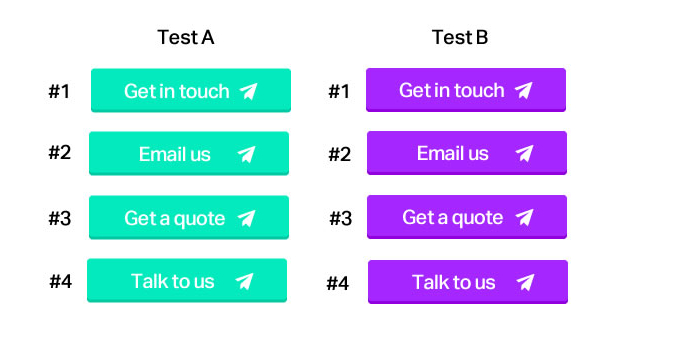 Test A
#1 Get in touch
#2 Email us
#3 Get a quote
#4 Talk to us
Test B
#1 Get in touch
#2 Email us
#3 Get a quote
#4 Talk to us